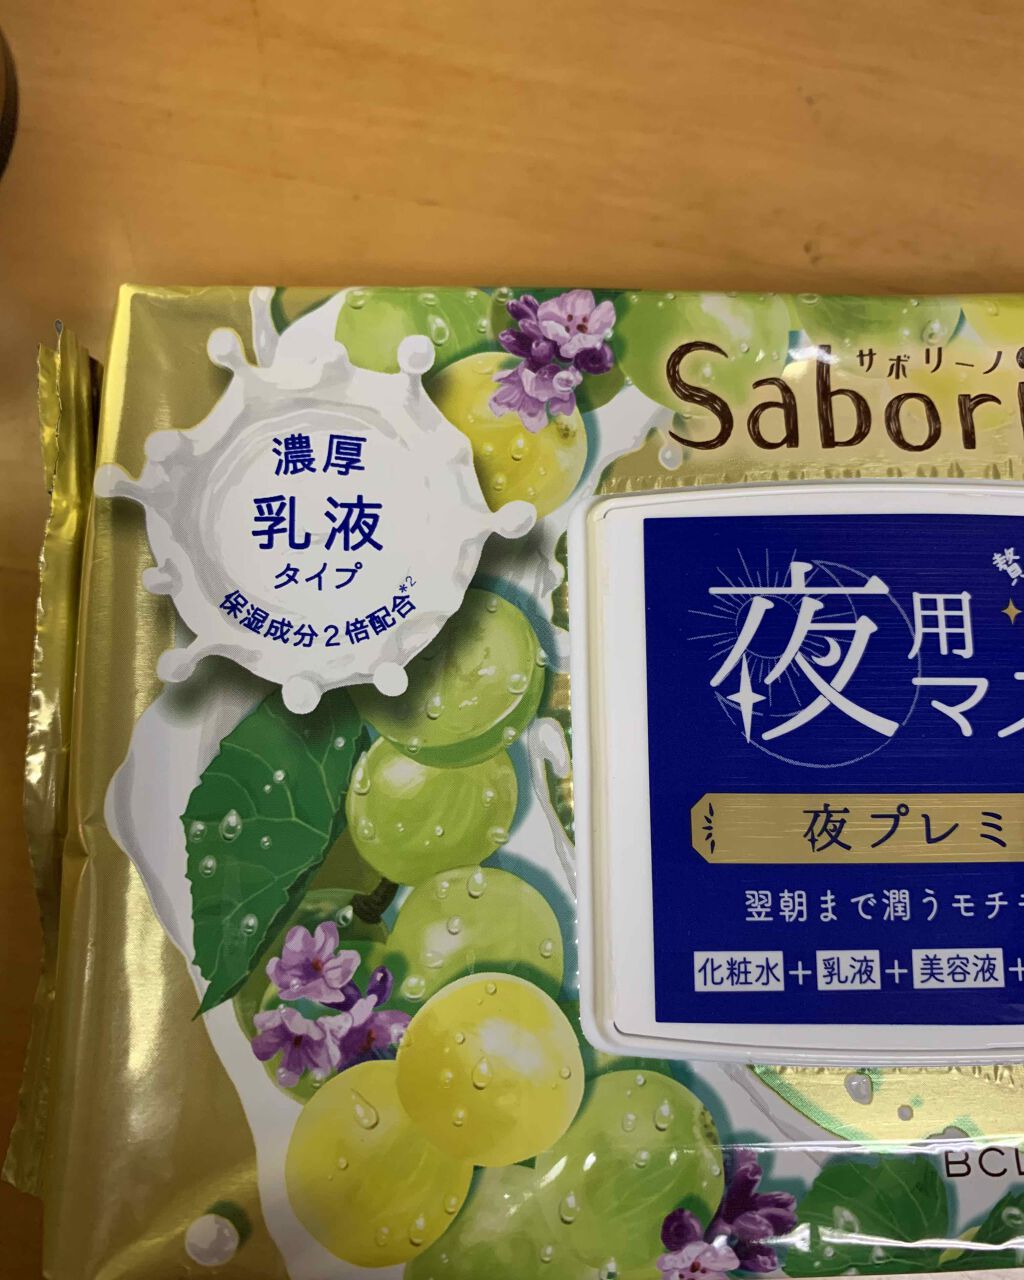 サボリーノ
Sabori
濃厚
乳液
タイプ
保湿成分2倍配合*2
贅
夜用
マス
夜プレミ
翌朝まで潤うモチ
化粧水+乳液+美容液+
BCL